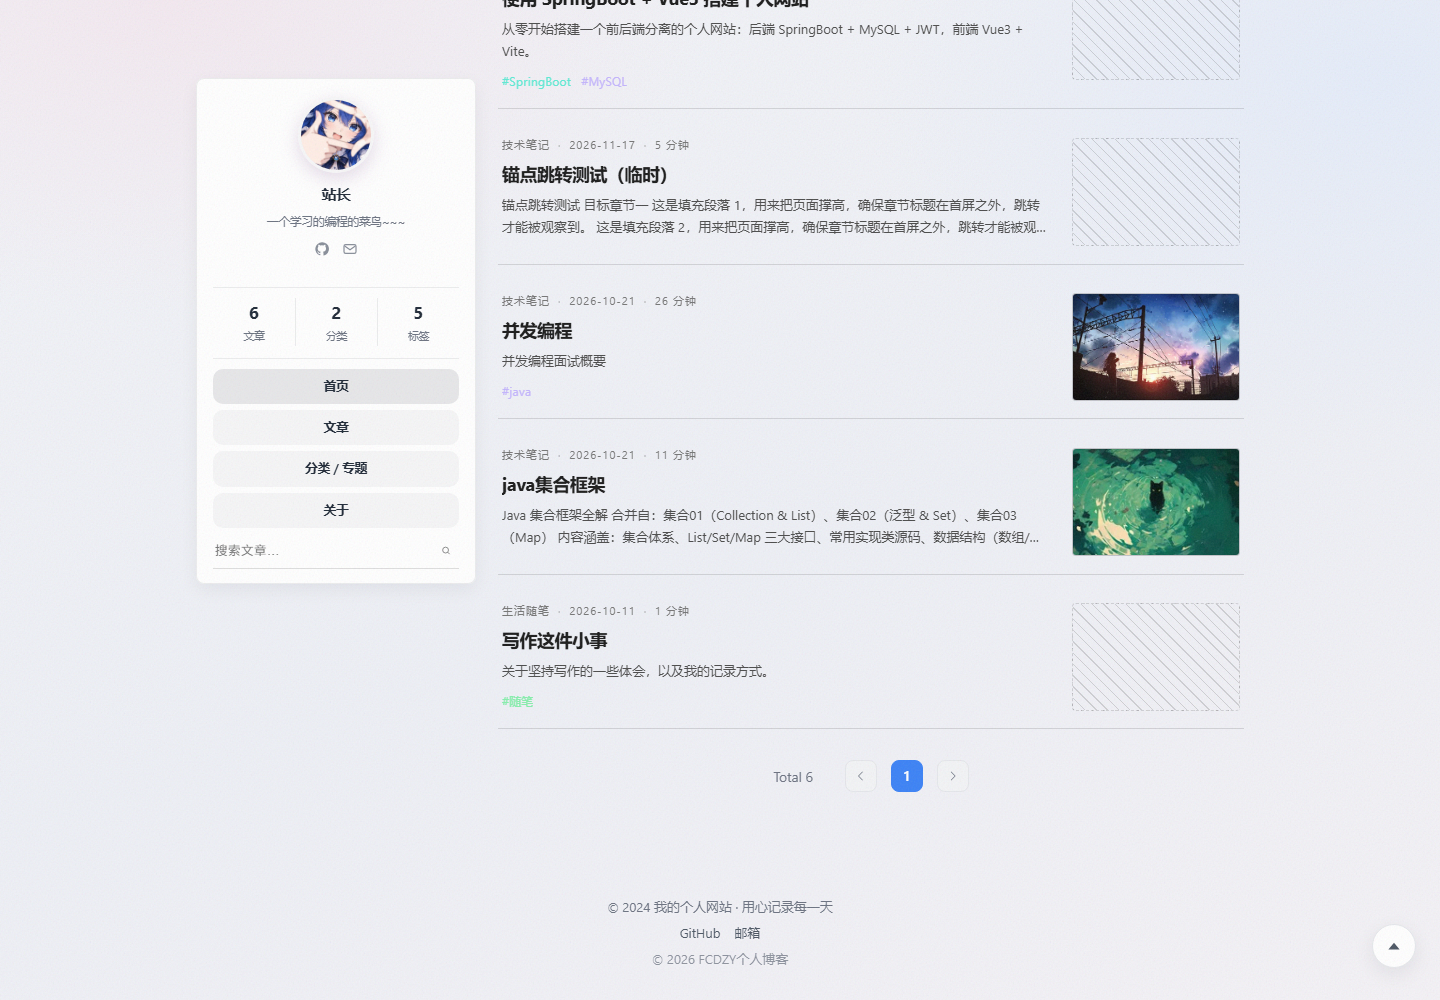 使用 SpringBoot + Vue3 搭建个人网站
从零开始搭建一个前后端分离的个人网站：后端 SpringBoot + MySQL + JWT，前端 Vue3 +
Vite。
#SpringBoot #MySQL
站长
一个学习的编程的菜鸟~~~
6
文章
2
分类
5
标签
首页
文章
分类 / 专题
关于
搜索文章...
技术笔记 · 2026-11-17 · 5 分钟
锚点跳转测试（临时）
锚点跳转测试 目标章节一 这是填充段落 1，用来把页面撑高，确保章节标题在首屏之外，跳转
才能被观察到。 这是填充段落 2，用来把页面撑高，确保章节标题在首屏之外，跳转才能被观...
技术笔记 · 2026-10-21 · 26 分钟
并发编程
并发编程面试概要
#java
技术笔记 · 2026-10-21 · 11 分钟
java集合框架
Java 集合框架全解 合并自：集合01（Collection & List）、集合02（泛型 & Set）、集合03
（Map） 内容涵盖：集合体系、List/Set/Map 三大接口、常用实现类源码、数据结构（数组/...
生活随笔 · 2026-10-11 · 1 分钟
写作这件小事
关于坚持写作的一些体会，以及我的记录方式。
#随笔
Total 6
1
© 2024 我的个人网站 · 用心记录每一天
GitHub 邮箱
© 2026 FCDZY个人博客